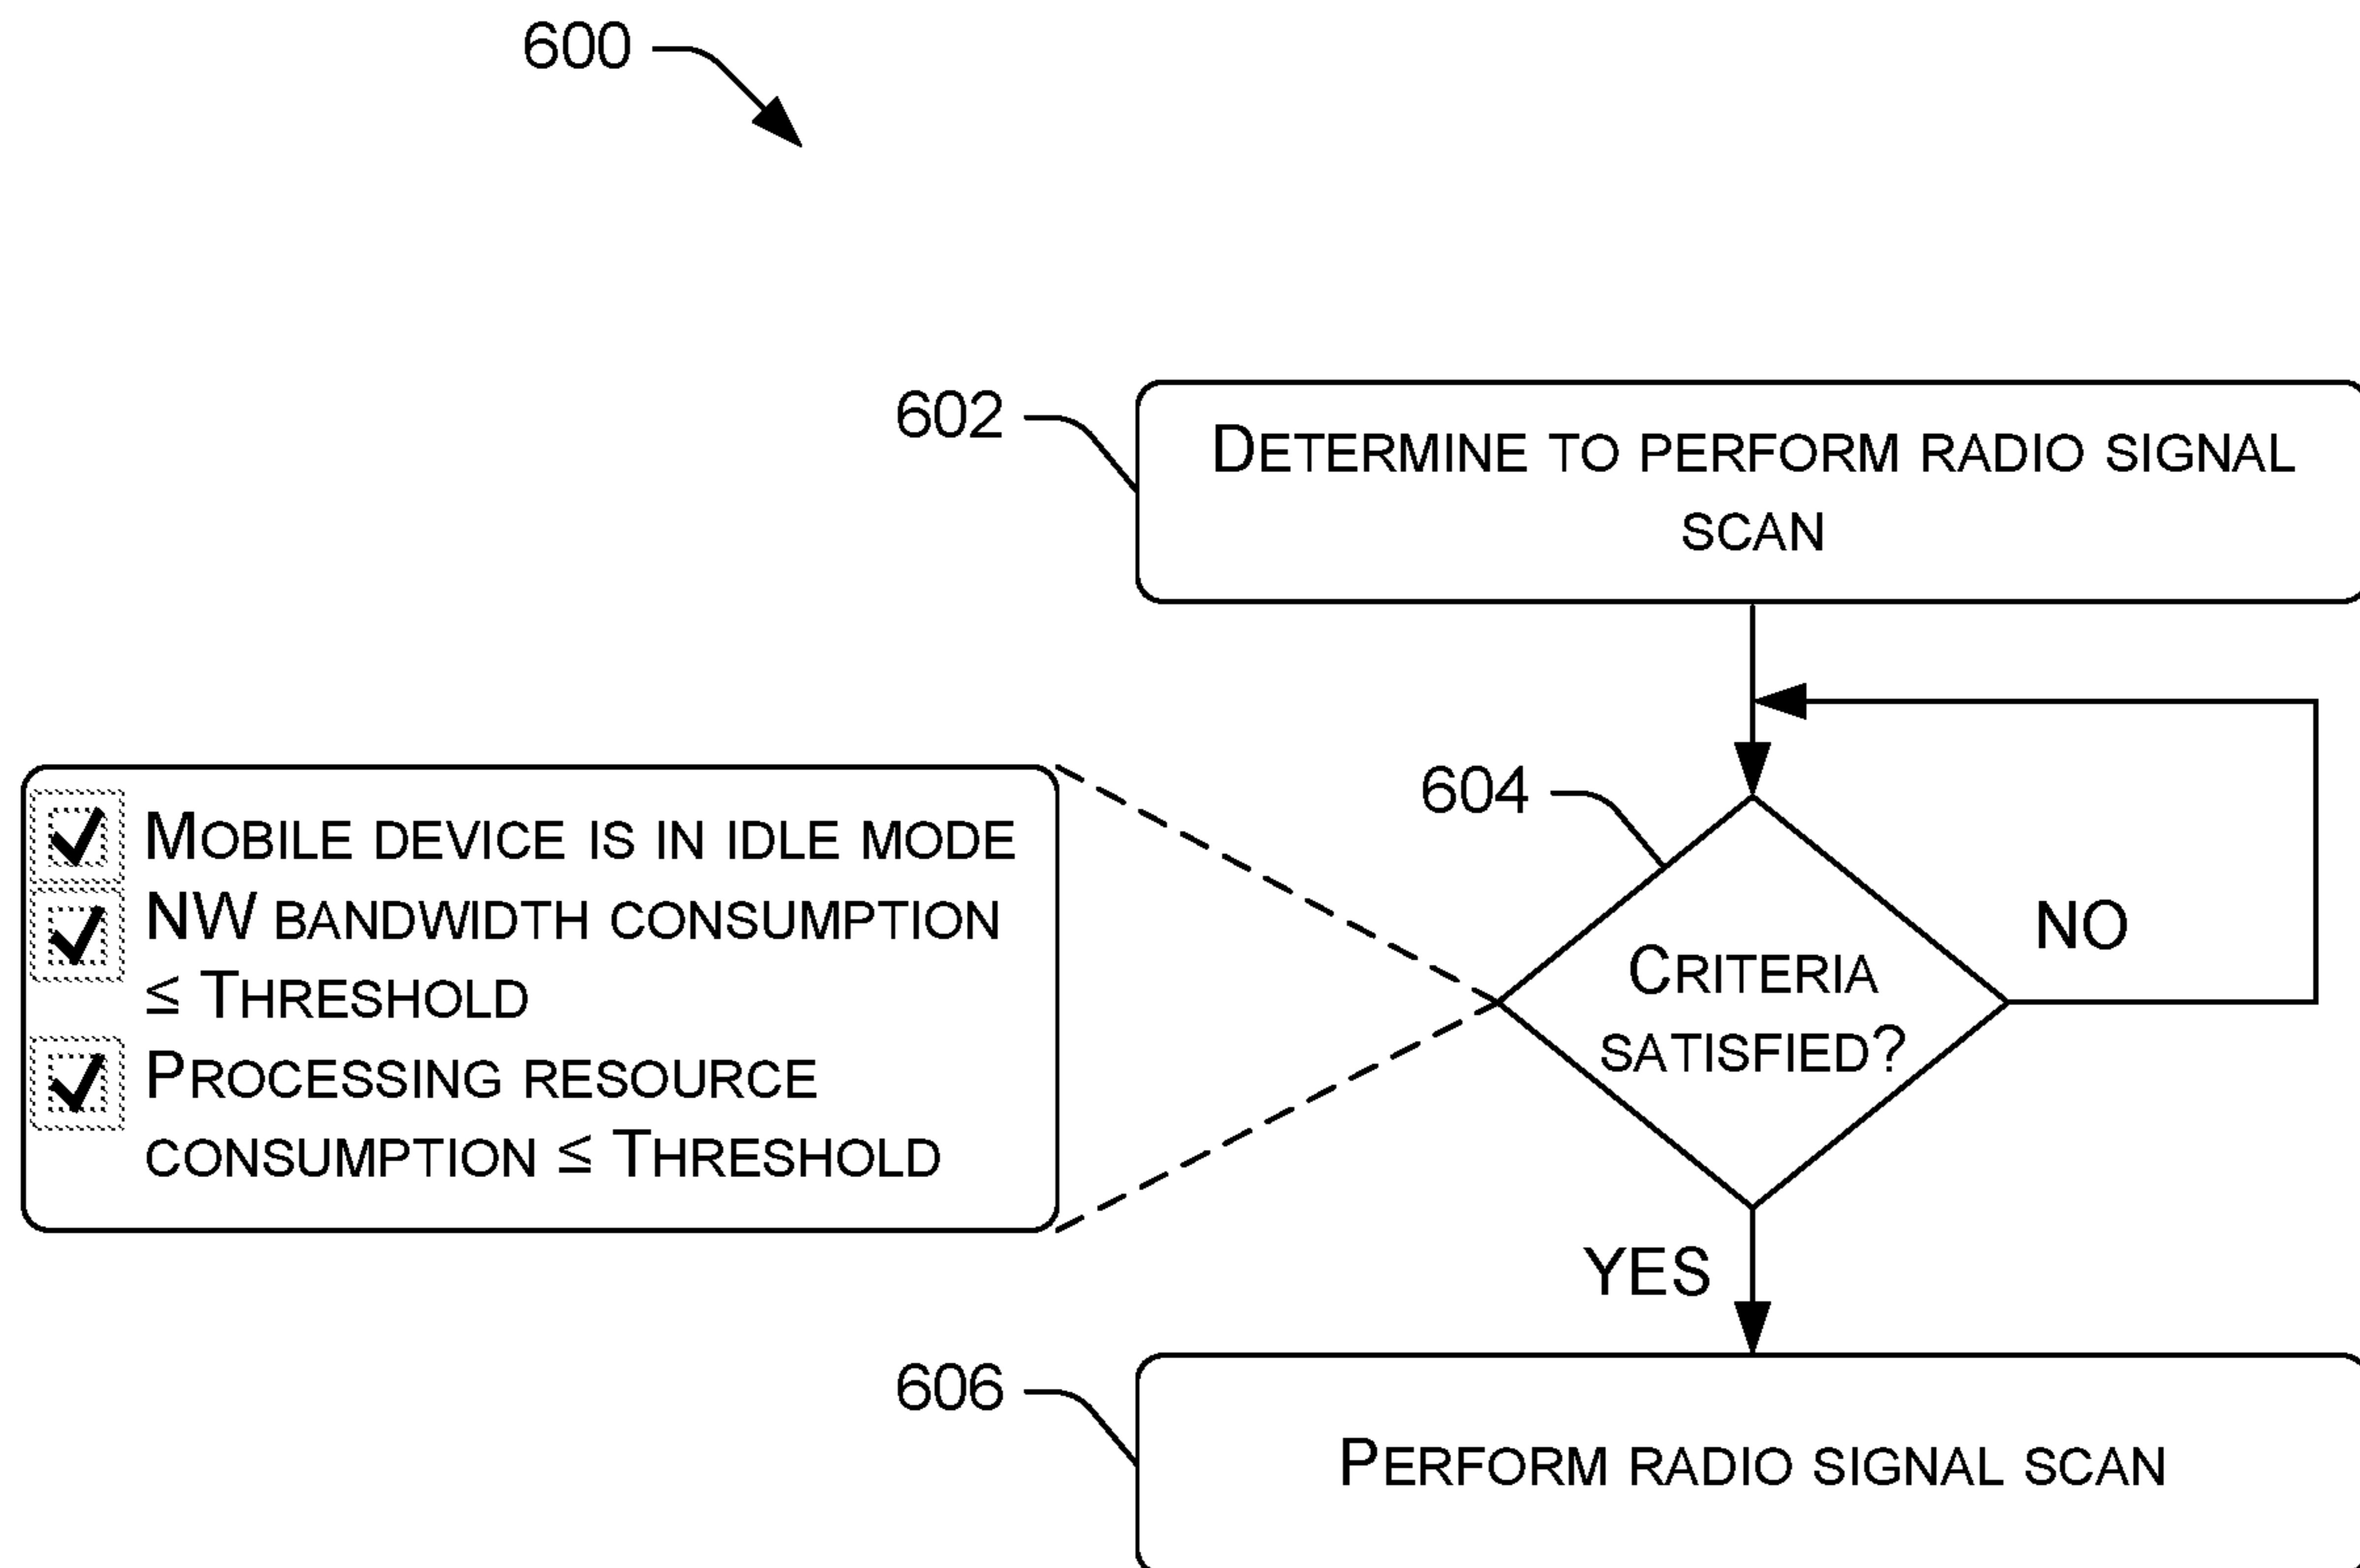 600
602
DETERMINE TO PERFORM RADIO SIGNAL
SCAN
604
MOBILE DEVICE IS IN IDLE MODE
NW BANDWIDTH CONSUMPTION
≤ THRESHOLD
PROCESSING RESOURCE
CONSUMPTION ≤ THRESHOLD
CRITERIA
SATISFIED?
NO
YES
606
PERFORM RADIO SIGNAL SCAN